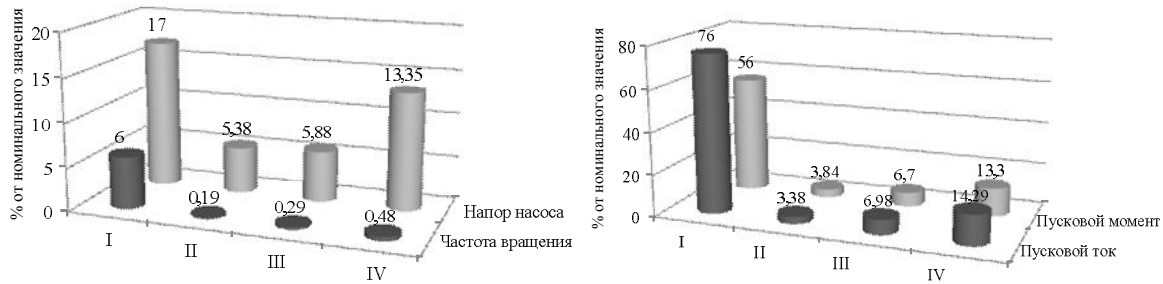 % от номинального значения
20
15
10
5
0
17
6
5,38
0,19
5,88
0,29
13,35
0,48
I
II
III
IV
Напор насоса
Частота вращения
% от номинального значения
80
60
40
20
0
76
56
3,84
3,38
6,7
6,98
13,3
14,29
I
II
III
IV
Пусковой момент
Пусковой ток